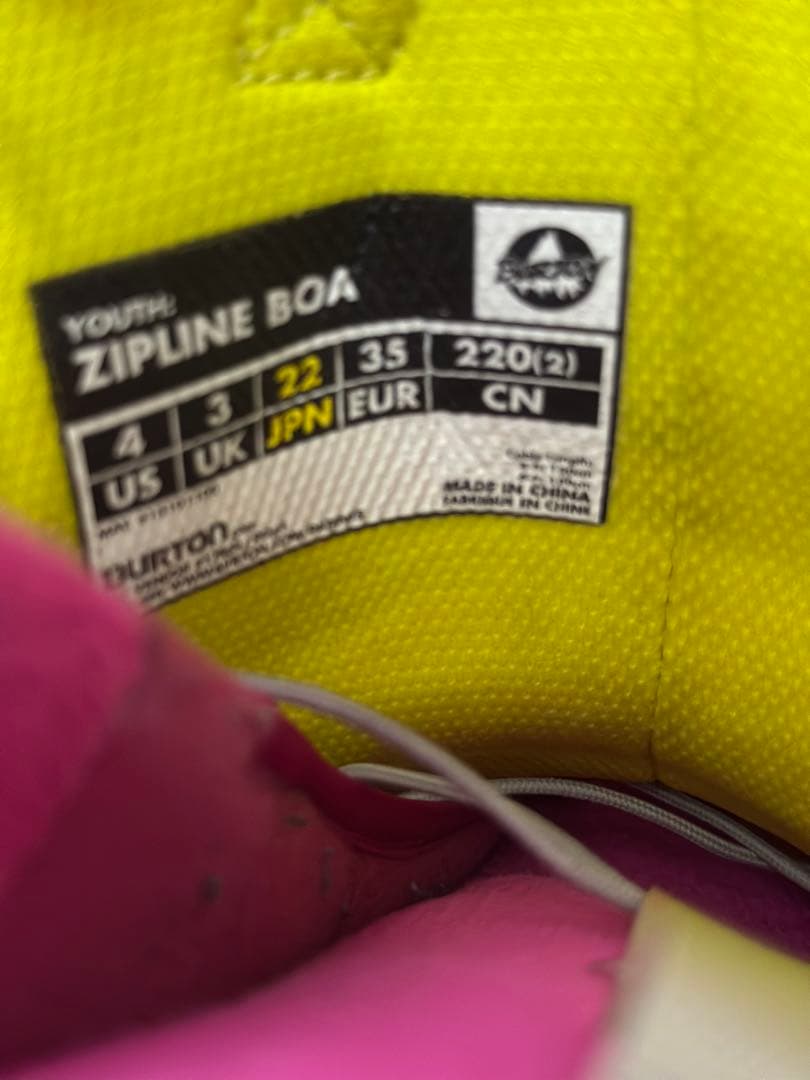 YOUTH:
ZIPLINE BOA
BURTON
4 3 22 35 220(2)
US UK JPN EUR CN
MADE IN CHINA
FABRIQUÉ EN CHINE
BURTON